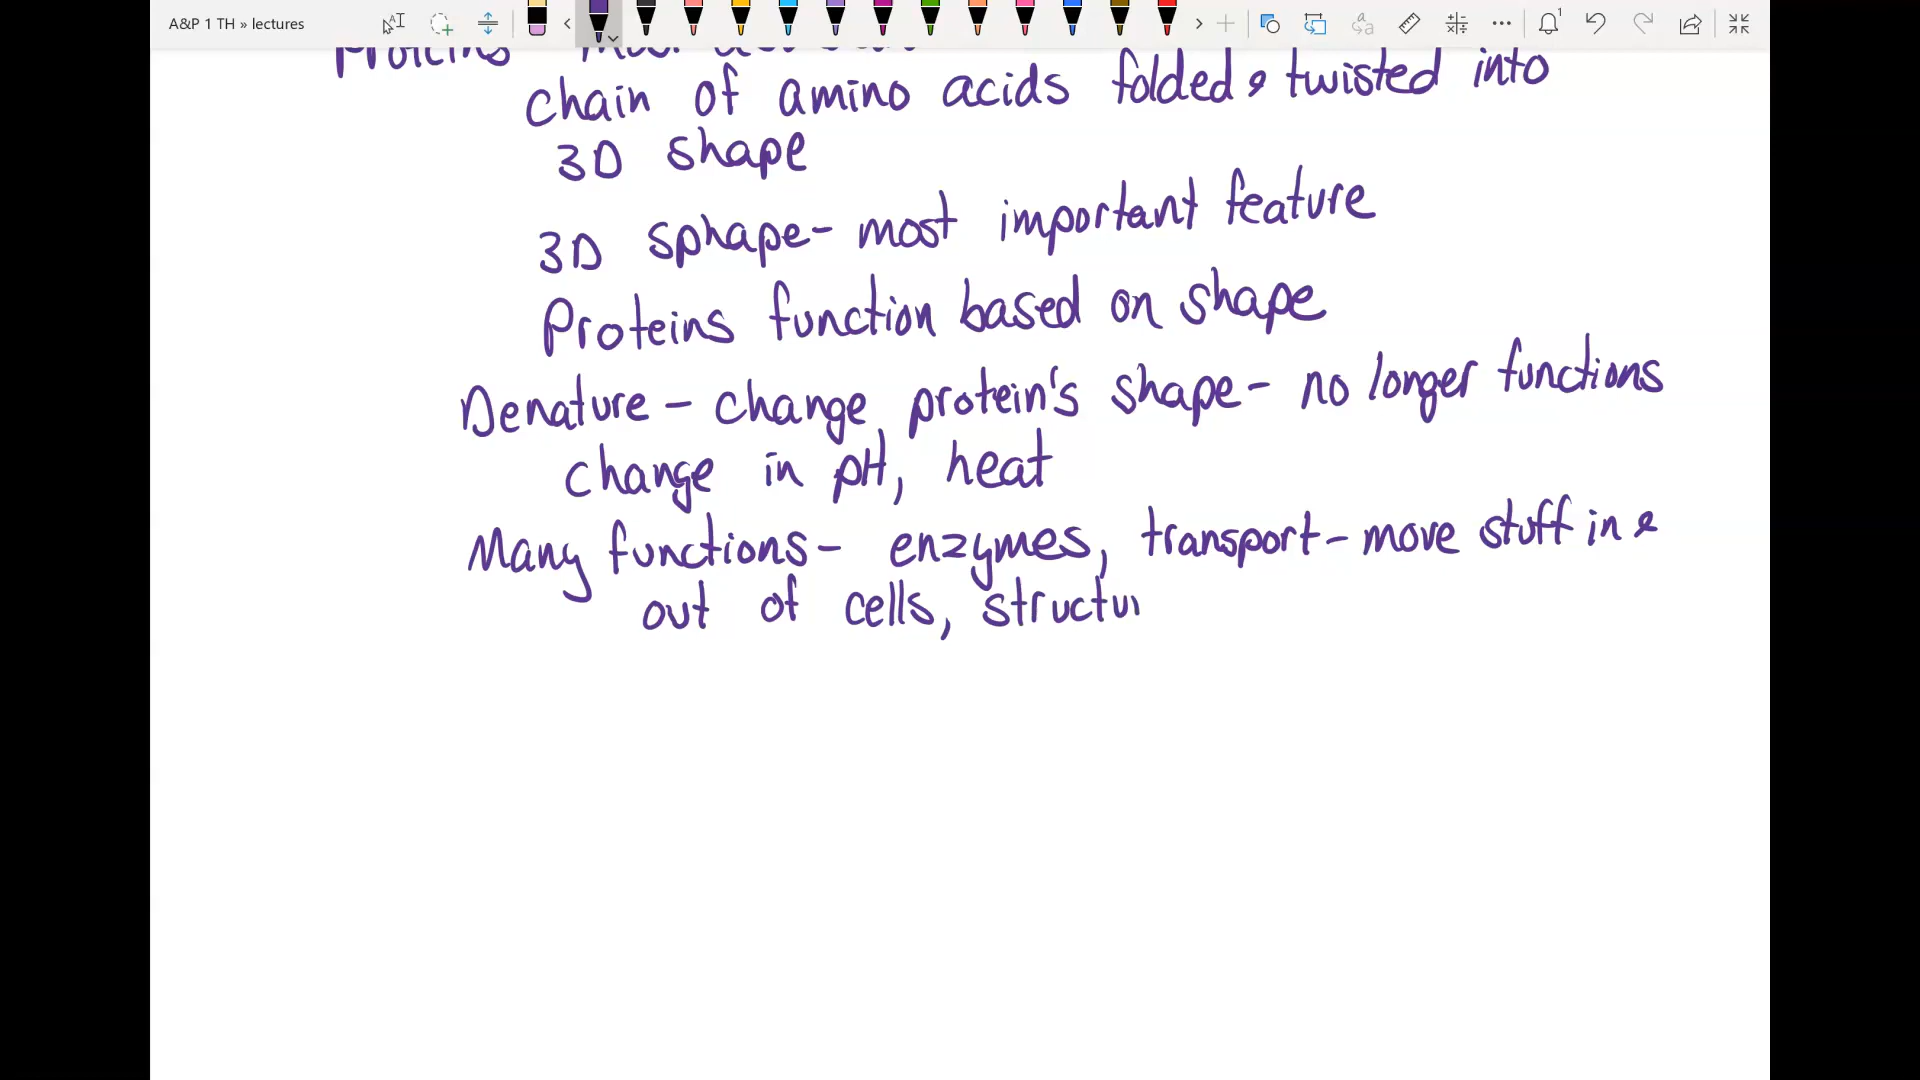 A&P 1 TH » lectures
Proteins
chain of amino acids folded & twisted into
3D shape
3D sphape- most important feature
Proteins function based on shape
Denature - change protein's shape- no longer functions
change in pH, heat
Many functions- enzymes, transport- move stuff in &
out of cells, structur